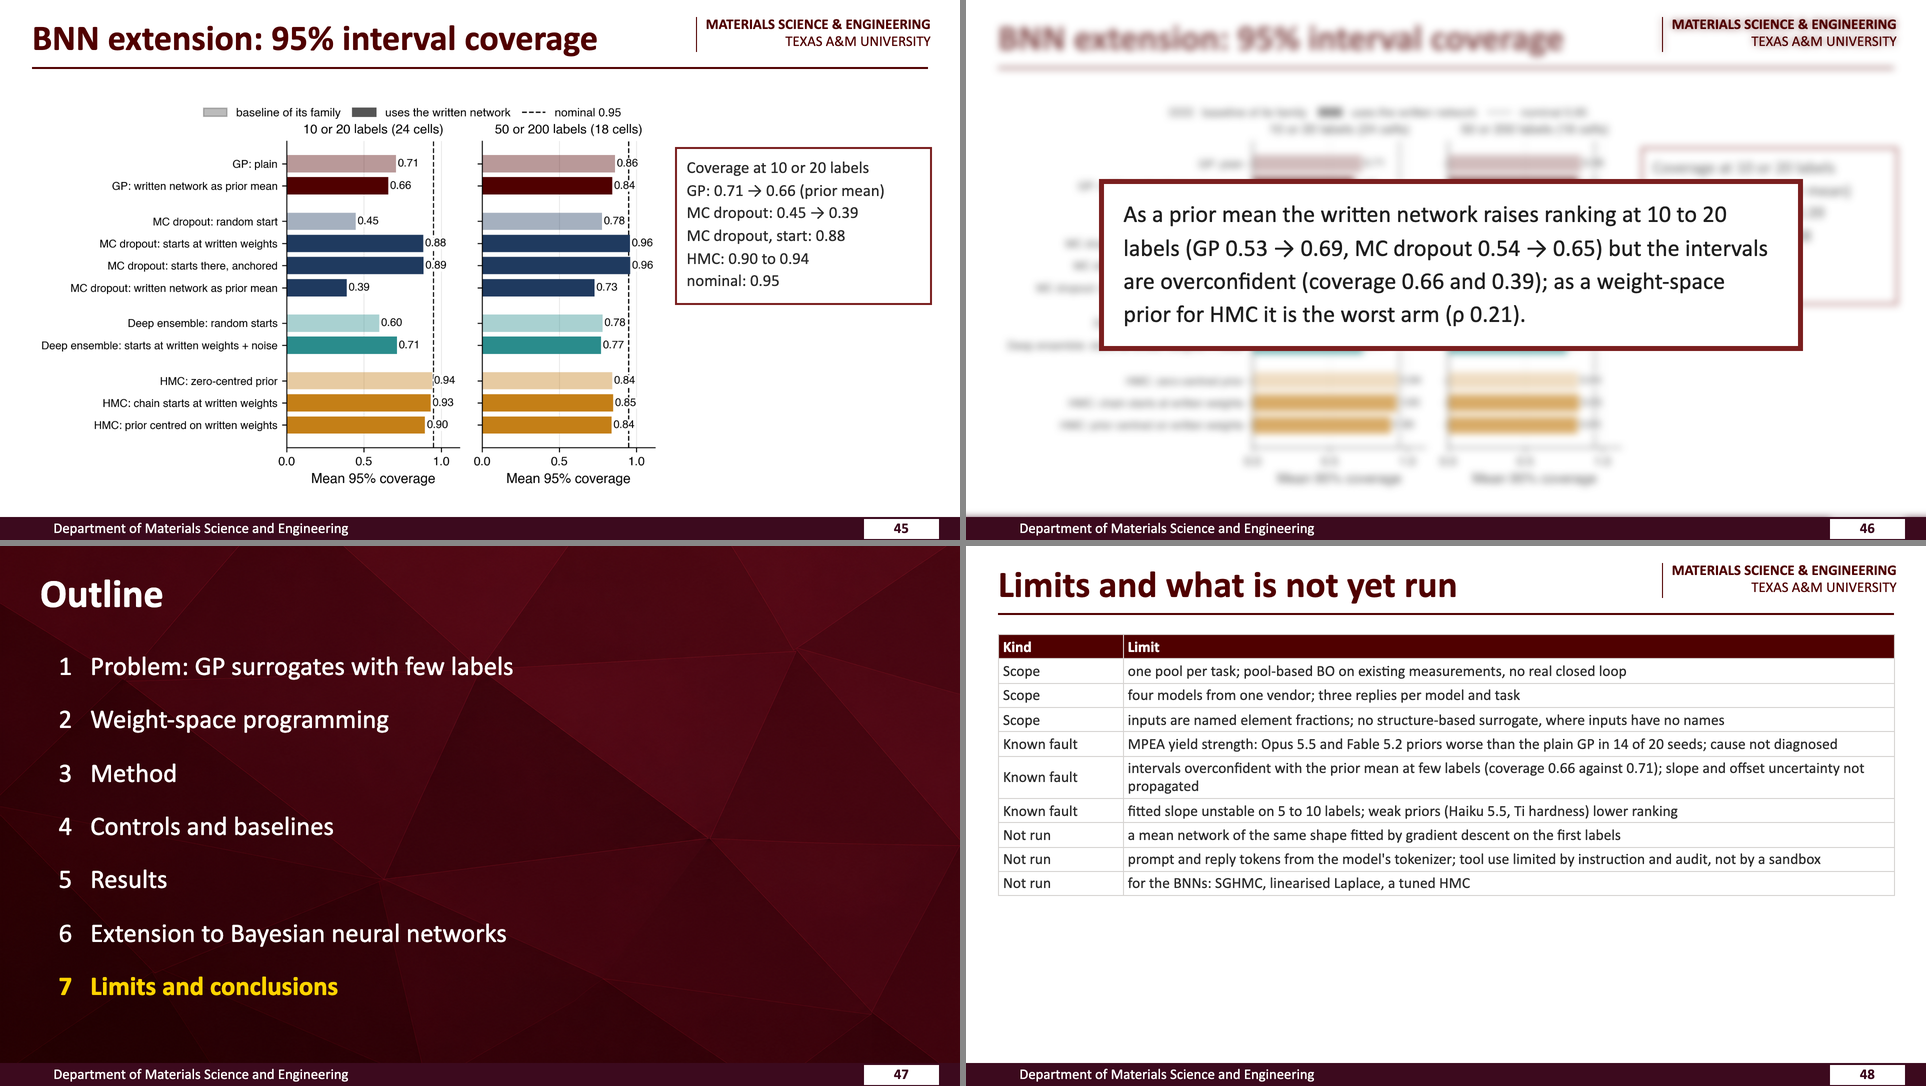 BNN extension: 95% interval coverage
MATERIALS SCIENCE & ENGINEERING
TEXAS A&M UNIVERSITY
baseline of its family
uses the written network
nominal 0.95
10 or 20 labels (24 cells)
50 or 200 labels (18 cells)
GP: plain
0.71
0.86
GP: written network as prior mean
0.66
0.84
MC dropout: random start
0.45
0.78
MC dropout: starts at written weights
0.88
0.96
MC dropout: starts there, anchored
0.89
0.96
MC dropout: written network as prior mean
0.39
0.73
Deep ensemble: random starts
0.60
0.78
Deep ensemble: starts at written weights + noise
0.71
0.77
HMC: zero-centred prior
0.94
0.84
HMC: chain starts at written weights
0.93
0.85
HMC: prior centred on written weights
0.90
0.84
0.0 0.5 1.0
0.0 0.5 1.0
Mean 95% coverage
Mean 95% coverage
Coverage at 10 or 20 labels
GP: 0.71 → 0.66 (prior mean)
MC dropout: 0.45 → 0.39
MC dropout, start: 0.88
HMC: 0.90 to 0.94
nominal: 0.95
Department of Materials Science and Engineering
45
BNN extension: 95% interval coverage
MATERIALS SCIENCE & ENGINEERING
TEXAS A&M UNIVERSITY
As a prior mean the written network raises ranking at 10 to 20
labels (GP 0.53 → 0.69, MC dropout 0.54 → 0.65) but the intervals
are overconfident (coverage 0.66 and 0.39); as a weight-space
prior for HMC it is the worst arm (ρ 0.21).
Department of Materials Science and Engineering
46
Outline
1 Problem: GP surrogates with few labels
2 Weight-space programming
3 Method
4 Controls and baselines
5 Results
6 Extension to Bayesian neural networks
7 Limits and conclusions
Department of Materials Science and Engineering
47
Limits and what is not yet run
MATERIALS SCIENCE & ENGINEERING
TEXAS A&M UNIVERSITY
Kind Limit
Scope one pool per task; pool-based BO on existing measurements, no real closed loop
Scope four models from one vendor; three replies per model and task
Scope inputs are named element fractions; no structure-based surrogate, where inputs have no names
Known fault MPEA yield strength: Opus 5.5 and Fable 5.2 priors worse than the plain GP in 14 of 20 seeds; cause not diagnosed
Known fault intervals overconfident with the prior mean at few labels (coverage 0.66 against 0.71); slope and offset uncertainty not
propagated
Known fault fitted slope unstable on 5 to 10 labels; weak priors (Haiku 5.5, Ti hardness) lower ranking
Not run a mean network of the same shape fitted by gradient descent on the first labels
Not run prompt and reply tokens from the model's tokenizer; tool use limited by instruction and audit, not by a sandbox
Not run for the BNNs: SGHMC, linearised Laplace, a tuned HMC
Department of Materials Science and Engineering
48